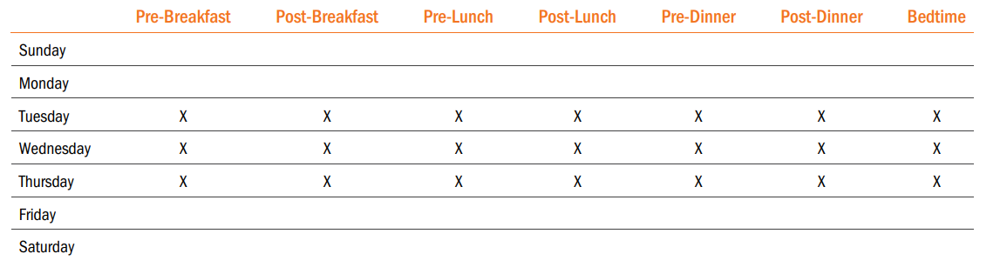 Pre-Breakfast Post-Breakfast Pre-Lunch Post-Lunch Pre-Dinner Post-Dinner Bedtime
Sunday
Monday
Tuesday X X X X X X X
Wednesday X X X X X X X
Thursday X X X X X X X
Friday
Saturday